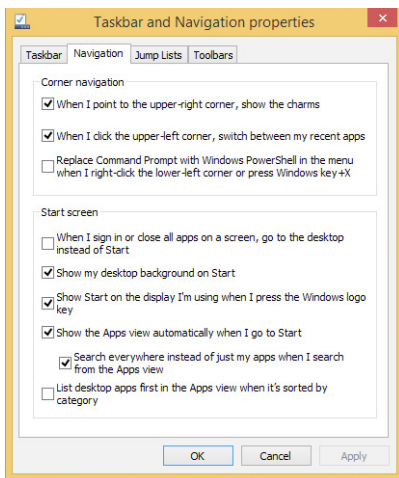 Taskbar and Navigation properties
Taskbar Navigation Jump Lists Toolbars
Corner navigation
When I point to the upper-right corner, show the charms
When I click the upper-left corner, switch between my recent apps
Replace Command Prompt with Windows PowerShell in the menu
when I right-click the lower-left corner or press Windows key+X
Start screen
When I sign in or close all apps on a screen, go to the desktop
instead of Start
Show my desktop background on Start
Show Start on the display I'm using when I press the Windows logo
key
Show the Apps view automatically when I go to Start
Search everywhere instead of just my apps when I search
from the Apps view
List desktop apps first in the Apps view when it's sorted by
category
OK Cancel Apply